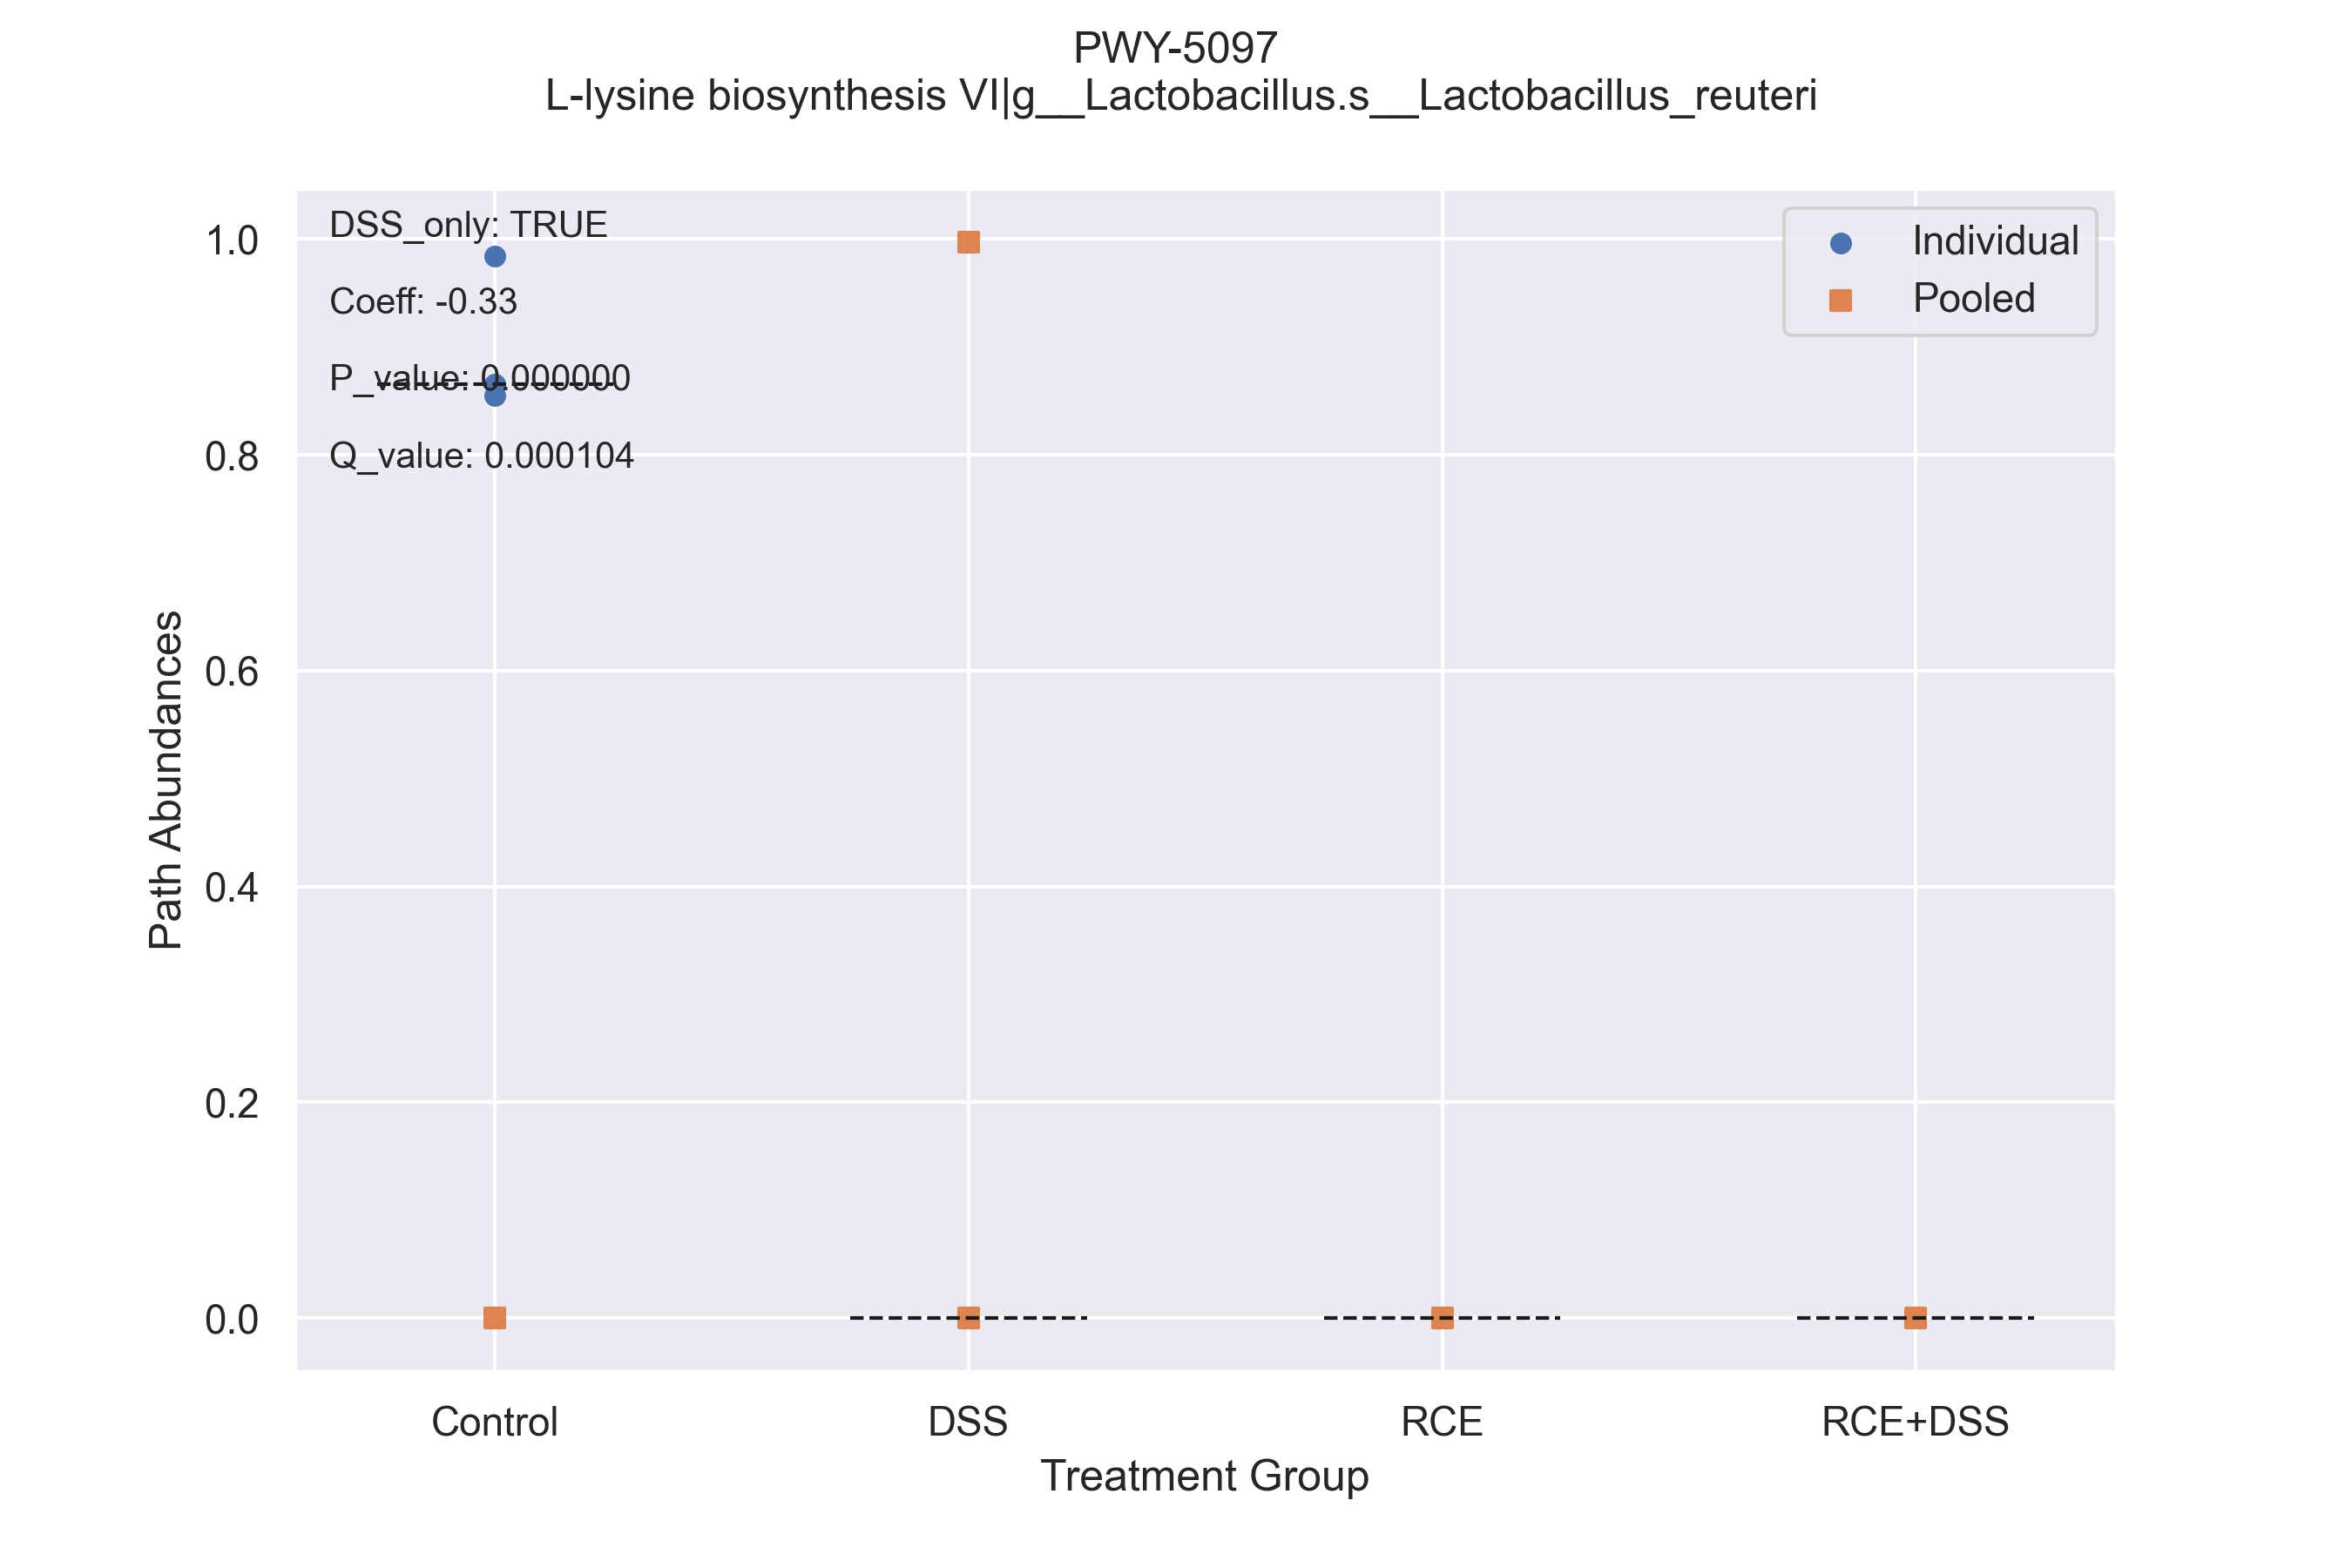 PWY-5097
L-lysine biosynthesis VI|g__Lactobacillus.s__Lactobacillus_reuteri
DSS_only: TRUE
Coeff: -0.33
P_value: 0.000000
Q_value: 0.000104
Individual
Pooled
1.0
0.8
0.6
0.4
0.2
0.0
Path Abundances
Control DSS RCE RCE+DSS
Treatment Group